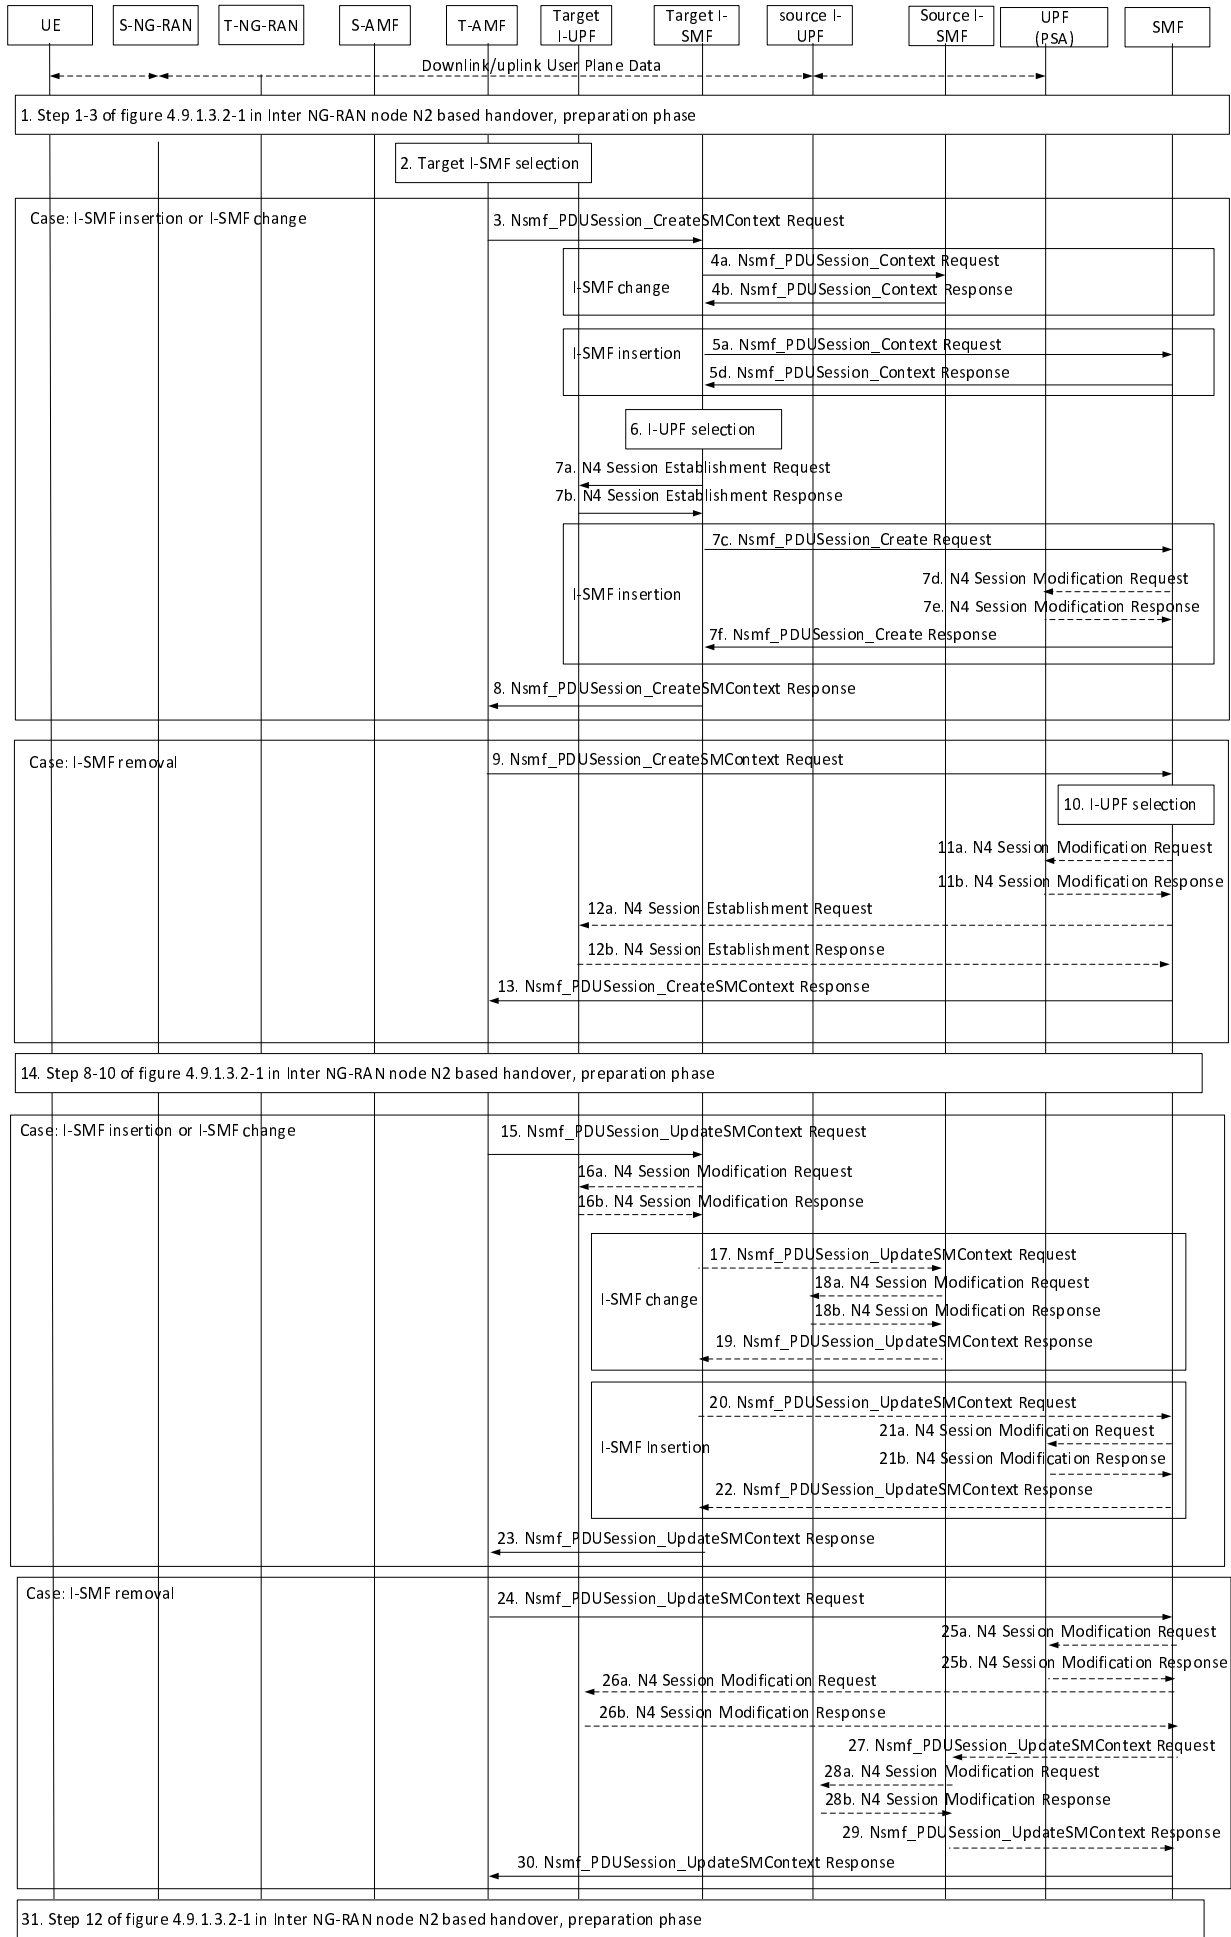 UE
S-NG-RAN
T-NG-RAN
S-AMF
T-AMF
Target
I-UPF
Target I-
SMF
source I-
UPF
Source I-
SMF
UPF
(PSA)
SMF
Downlink/uplink User Plane Data
1. Step 1-3 of figure 4.9.1.3.2-1 in Inter NG-RAN node N2 based handover, preparation phase
2. Target I-SMF selection
Case: I-SMF insertion or I-SMF change
3. Nsmf_PDUSession_CreateSMContext Request
4a. Nsmf_PDUSession_Context Request
I-SMF change
4b. Nsmf_PDUSession_Context Response
5a. Nsmf_PDUSession_Context Request
I-SMF insertion
5d. Nsmf_PDUSession_Context Response
6. I-UPF selection
7a. N4 Session Establishment Request
7b. N4 Session Establishment Response
7c. Nsmf_PDUSession_Create Request
7d. N4 Session Modification Request
I-SMF insertion
7e. N4 Session Modification Response
7f. Nsmf_PDUSession_Create Response
8. Nsmf_PDUSession_CreateSMContext Response
Case: I-SMF removal
9. Nsmf_PDUSession_CreateSMContext Request
10. I-UPF selection
11a. N4 Session Modification Request
11b. N4 Session Modification Response
12a. N4 Session Establishment Request
12b. N4 Session Establishment Response
13. Nsmf_PDUSession_CreateSMContext Response
14. Step 8-10 of figure 4.9.1.3.2-1 in Inter NG-RAN node N2 based handover, preparation phase
Case: I-SMF insertion or I-SMF change
15. Nsmf_PDUSession_UpdateSMContext Request
16a. N4 Session Modification Request
16b. N4 Session Modification Response
17. Nsmf_PDUSession_UpdateSMContext Request
18a. N4 Session Modification Request
I-SMF change
18b. N4 Session Modification Response
19. Nsmf_PDUSession_UpdateSMContext Response
20. Nsmf_PDUSession_UpdateSMContext Request
21a. N4 Session Modification Request
I-SMF Insertion
21b. N4 Session Modification Response
22. Nsmf_PDUSession_UpdateSMContext Response
23. Nsmf_PDUSession_UpdateSMContext Response
Case: I-SMF removal
24. Nsmf_PDUSession_UpdateSMContext Request
25a. N4 Session Modification Request
25b. N4 Session Modification Response
26a. N4 Session Modification Request
26b. N4 Session Modification Response
27. Nsmf_PDUSession_UpdateSMContext Request
28a. N4 Session Modification Request
28b. N4 Session Modification Response
29. Nsmf_PDUSession_UpdateSMContext Response
30. Nsmf_PDUSession_UpdateSMContext Response
31. Step 12 of figure 4.9.1.3.2-1 in Inter NG-RAN node N2 based handover, preparation phase